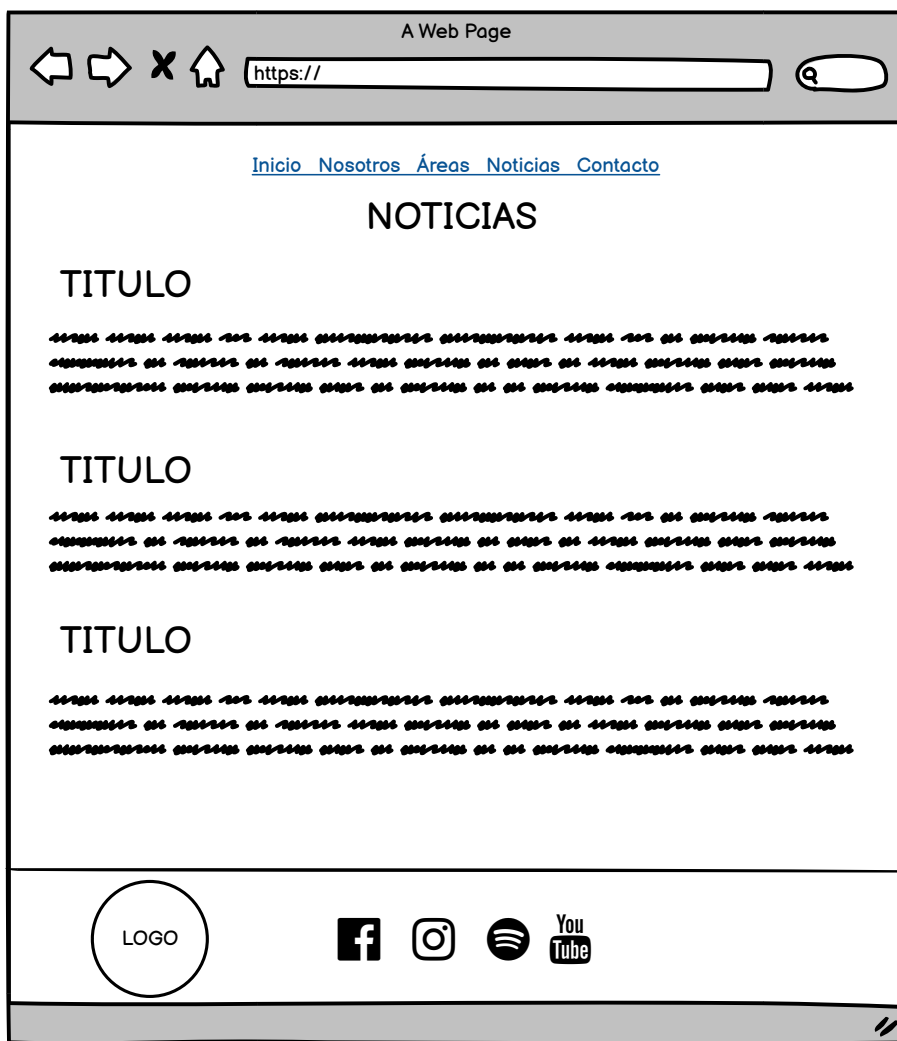 A Web Page
https://
Inicio Nosotros Áreas Noticias Contacto
NOTICIAS
TITULO
TITULO
TITULO
LOGO
You
Tube